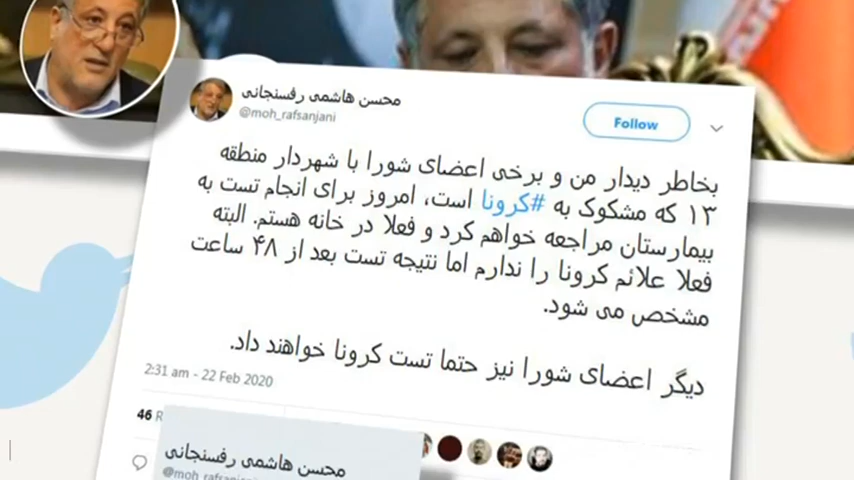 محسن هاشمی رفسنجانی
@moh_rafsanjani
Follow
بخاطر دیدار من و برخی اعضای شورا با شهردار منطقه
۱۳ که مشکوک به #کرونا است، امروز برای انجام تست به
بیمارستان مراجعه خواهم کرد و فعلا در خانه هستم. البته
فعلا علائم کرونا را ندارم اما نتیجه تست بعد از ۴۸ ساعت
مشخص می شود.
دیگر اعضای شورا نیز حتما تست کرونا خواهند داد.
2:31 am - 22 Feb 2020
46 R
محسن هاشمی رفسنجانی
@moh_rafsanjani